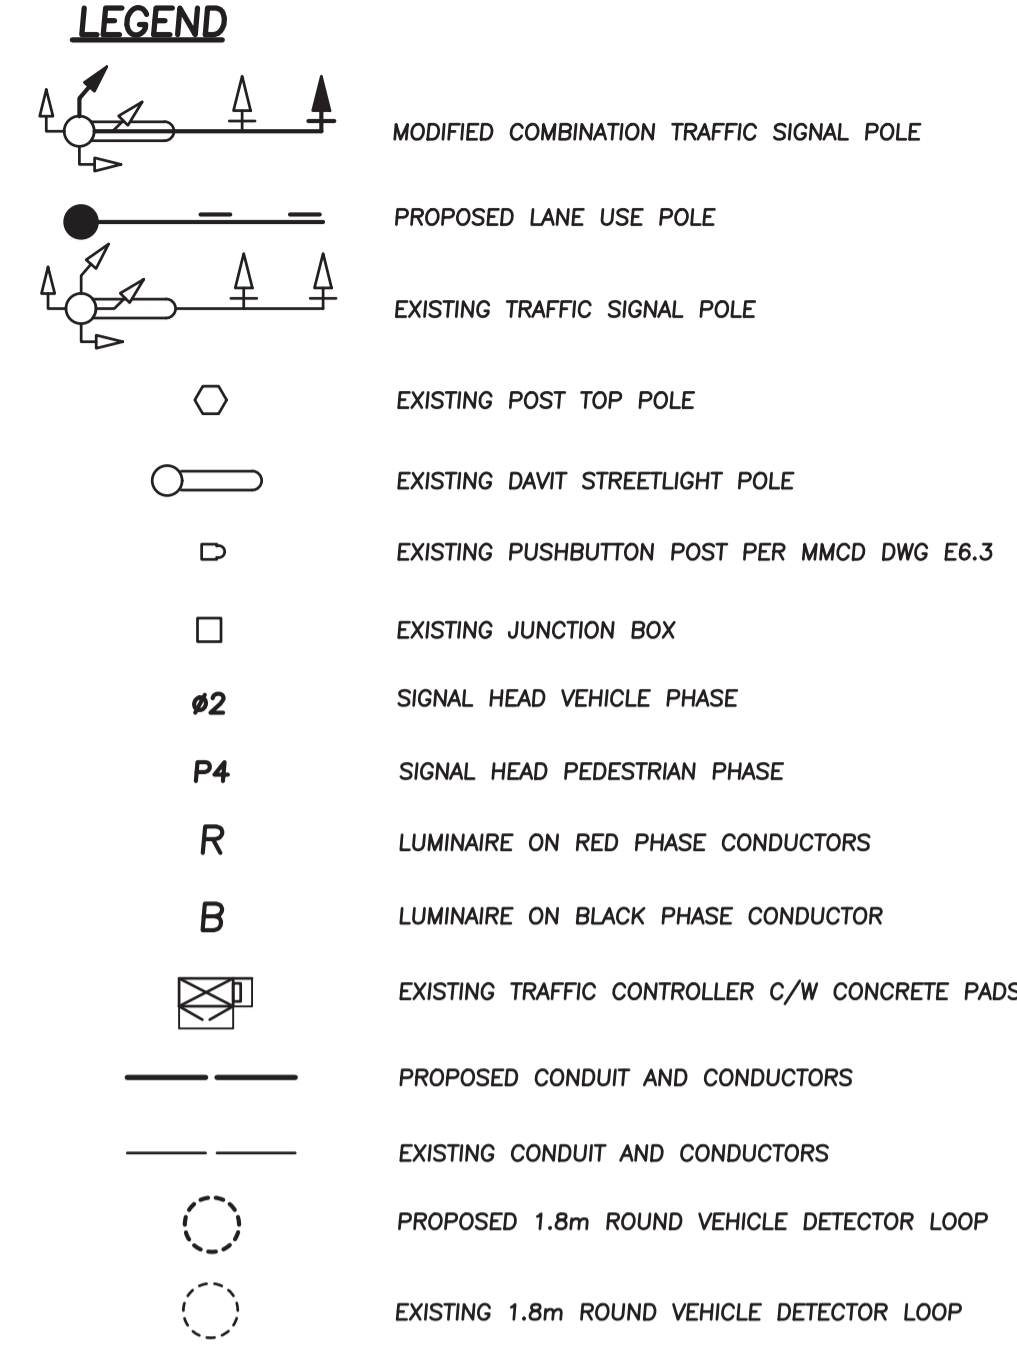 LEGEND
MODIFIED COMBINATION TRAFFIC SIGNAL POLE
PROPOSED LANE USE POLE
EXISTING TRAFFIC SIGNAL POLE
EXISTING POST TOP POLE
EXISTING DAVIT STREETLIGHT POLE
EXISTING PUSHBUTTON POST PER MMCD DWG E6.3
EXISTING JUNCTION BOX
ø2 SIGNAL HEAD VEHICLE PHASE
P4 SIGNAL HEAD PEDESTRIAN PHASE
R LUMINAIRE ON RED PHASE CONDUCTORS
B LUMINAIRE ON BLACK PHASE CONDUCTOR
EXISTING TRAFFIC CONTROLLER C/W CONCRETE PADS
PROPOSED CONDUIT AND CONDUCTORS
EXISTING CONDUIT AND CONDUCTORS
PROPOSED 1.8m ROUND VEHICLE DETECTOR LOOP
EXISTING 1.8m ROUND VEHICLE DETECTOR LOOP